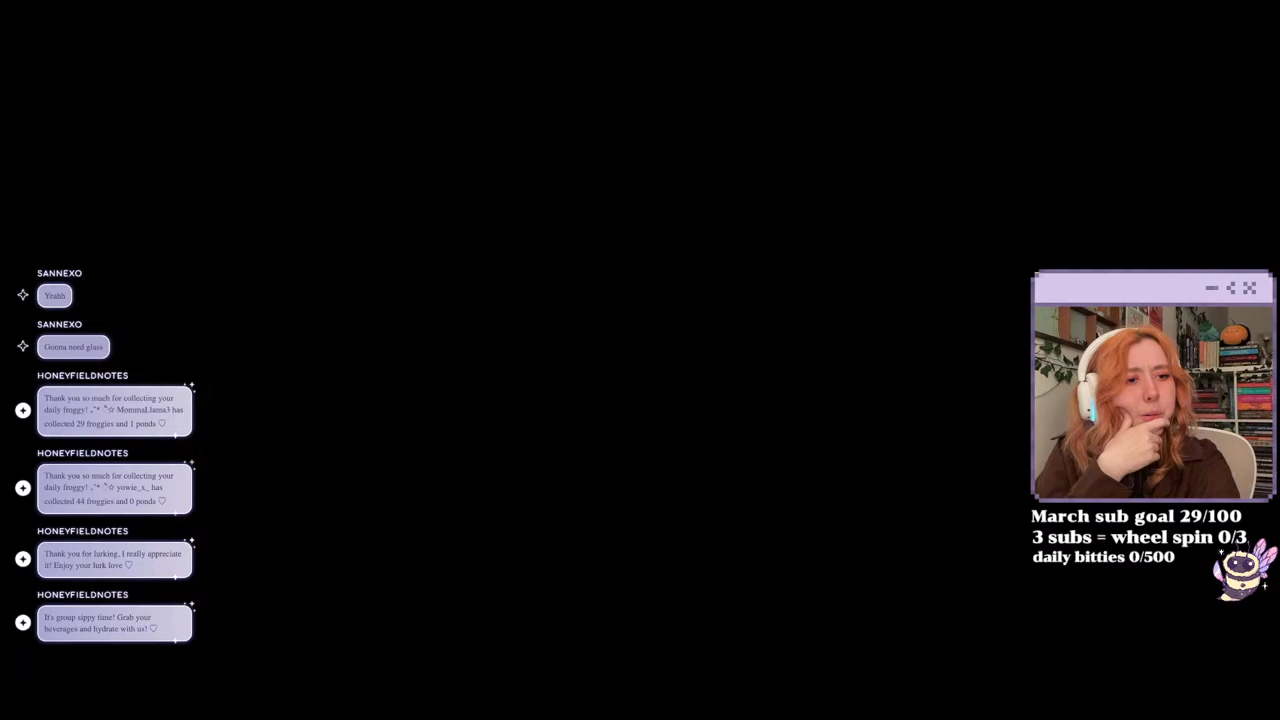 SANNEXO
Yeahh
SANNEXO
Gonna need glass
HONEYFIELDNOTES
Thank you so much for collecting your
daily froggy! ₊˚* ੈ☆ MommaLlama3 has
collected 29 froggies and 1 ponds ♡
HONEYFIELDNOTES
Thank you so much for collecting your
daily froggy! ₊˚* ੈ☆ yowie_x_ has
collected 44 froggies and 0 ponds ♡
HONEYFIELDNOTES
Thank you for lurking, I really appreciate
it! Enjoy your lurk love ♡
HONEYFIELDNOTES
It's group sippy time! Grab your
beverages and hydrate with us! ♡
March sub goal 29/100
3 subs = wheel spin 0/3
daily bitties 0/500